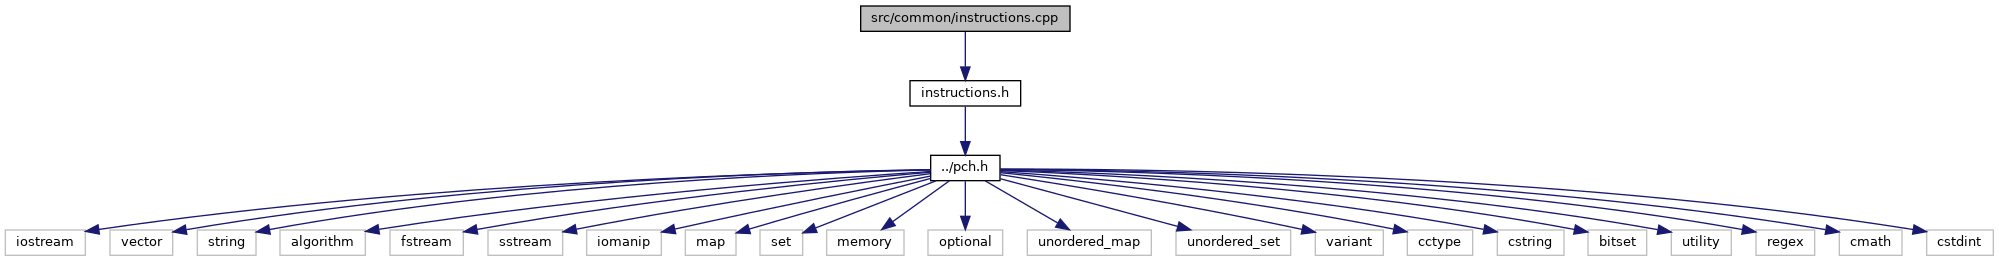 src/common/instructions.cpp
instructions.h
../pch.h
iostream
vector
string
algorithm
fstream
sstream
iomanip
map
set
memory
optional
unordered_map
unordered_set
variant
cctype
cstring
bitset
utility
regex
cmath
cstdint